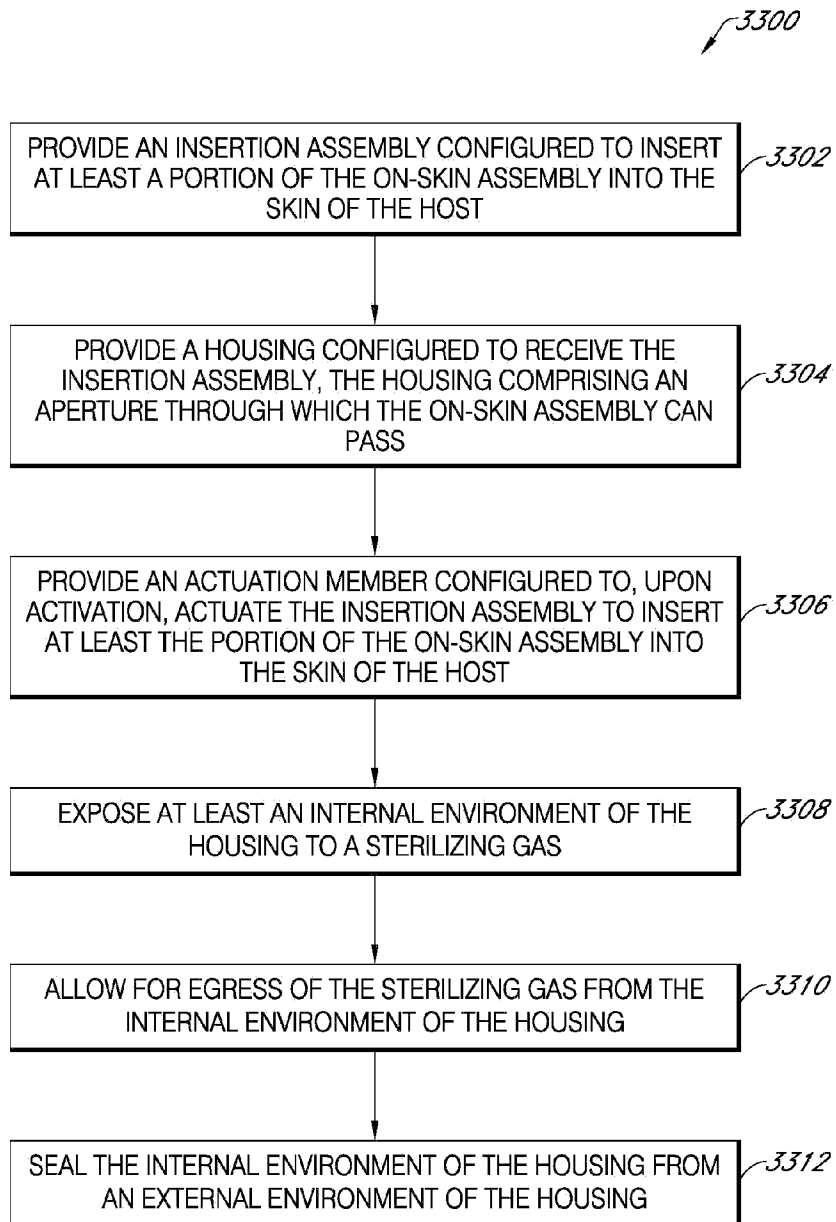 3300
PROVIDE AN INSERTION ASSEMBLY CONFIGURED TO INSERT
AT LEAST A PORTION OF THE ON-SKIN ASSEMBLY INTO THE
SKIN OF THE HOST
3302
PROVIDE A HOUSING CONFIGURED TO RECEIVE THE
INSERTION ASSEMBLY, THE HOUSING COMPRISING AN
APERTURE THROUGH WHICH THE ON-SKIN ASSEMBLY CAN
PASS
3304
PROVIDE AN ACTUATION MEMBER CONFIGURED TO, UPON
ACTIVATION, ACTUATE THE INSERTION ASSEMBLY TO INSERT
AT LEAST THE PORTION OF THE ON-SKIN ASSEMBLY INTO
THE SKIN OF THE HOST
3306
EXPOSE AT LEAST AN INTERNAL ENVIRONMENT OF THE
HOUSING TO A STERILIZING GAS
3308
ALLOW FOR EGRESS OF THE STERILIZING GAS FROM THE
INTERNAL ENVIRONMENT OF THE HOUSING
3310
SEAL THE INTERNAL ENVIRONMENT OF THE HOUSING FROM
AN EXTERNAL ENVIRONMENT OF THE HOUSING
3312